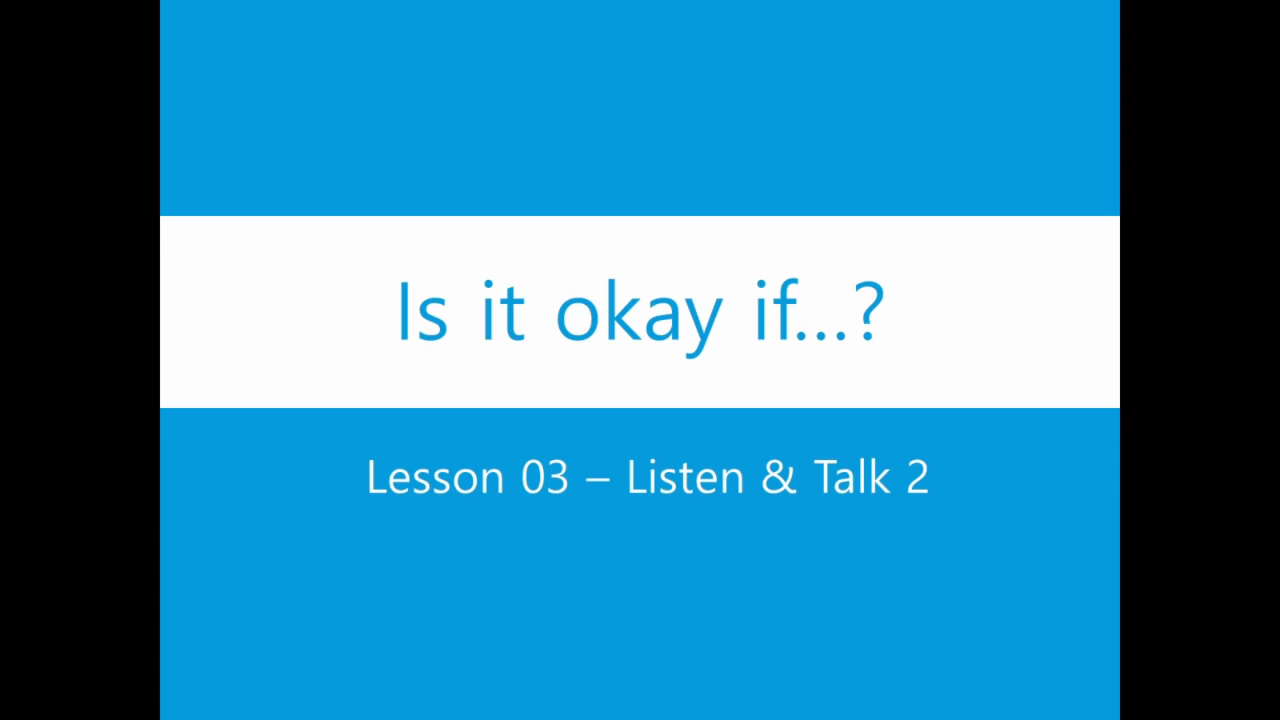 Is it okay if...?
Lesson 03 – Listen & Talk 2